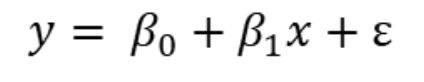 y = β₀ + β₁x + ε